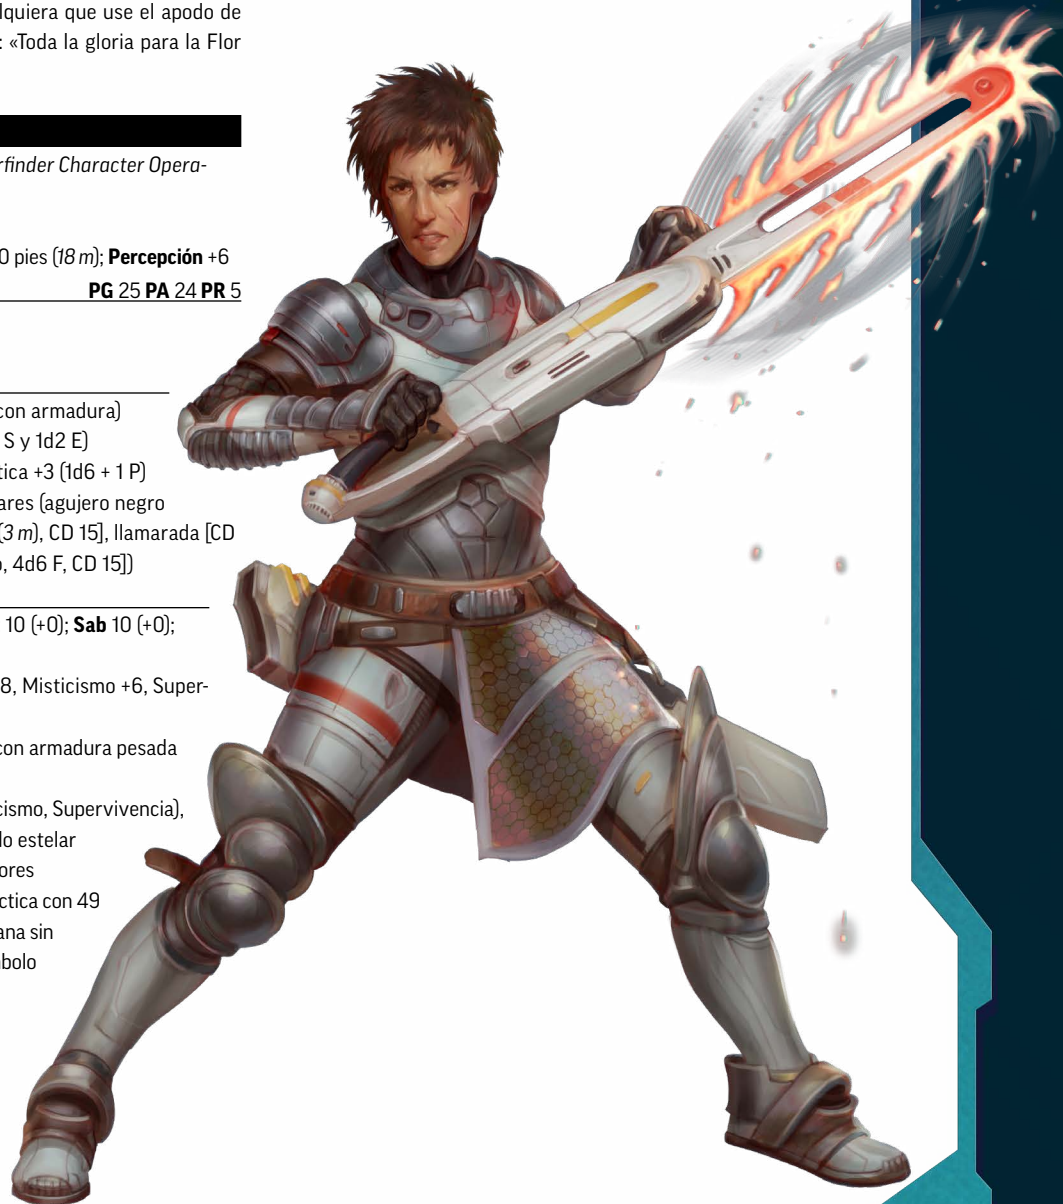 lquiera que use el apodo de
: «Toda la gloria para la Flor
rfinder Character Opera-
0 pies (18 m); Percepción +6
PG 25 PA 24 PR 5
con armadura)
S y 1d2 E)
tica +3 (1d6 + 1 P)
ares (agujero negro
(3 m), CD 15], llamarada [CD
o, 4d6 F, CD 15])
10 (+0); Sab 10 (+0);
8, Misticismo +6, Super-
con armadura pesada
cismo, Supervivencia),
do estelar
ores
ctica con 49
ana sin
nbolo